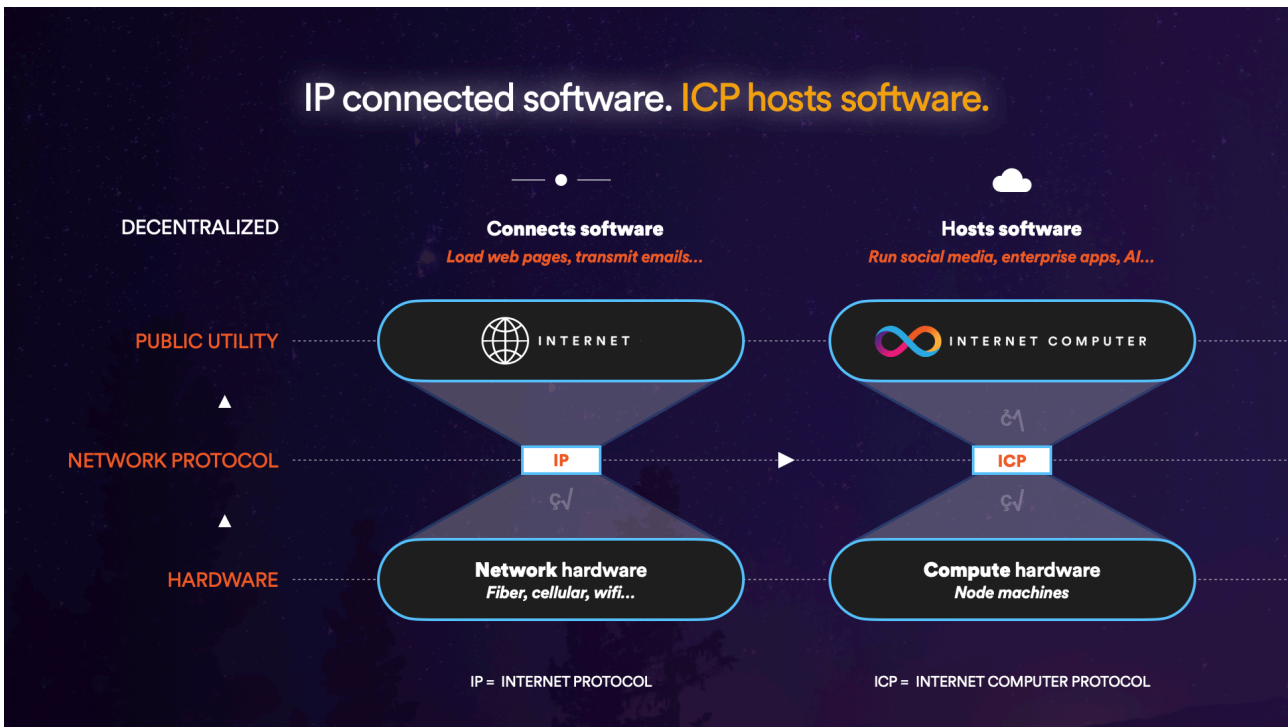 IP connected software. ICP hosts software.
DECENTRALIZED
Connects software
Load web pages, transmit emails...
Hosts software
Run social media, enterprise apps, AI...
PUBLIC UTILITY
INTERNET
INTERNET COMPUTER
NETWORK PROTOCOL
IP
ICP
HARDWARE
Network hardware
Fiber, cellular, wifi...
Compute hardware
Node machines
IP = INTERNET PROTOCOL
ICP = INTERNET COMPUTER PROTOCOL